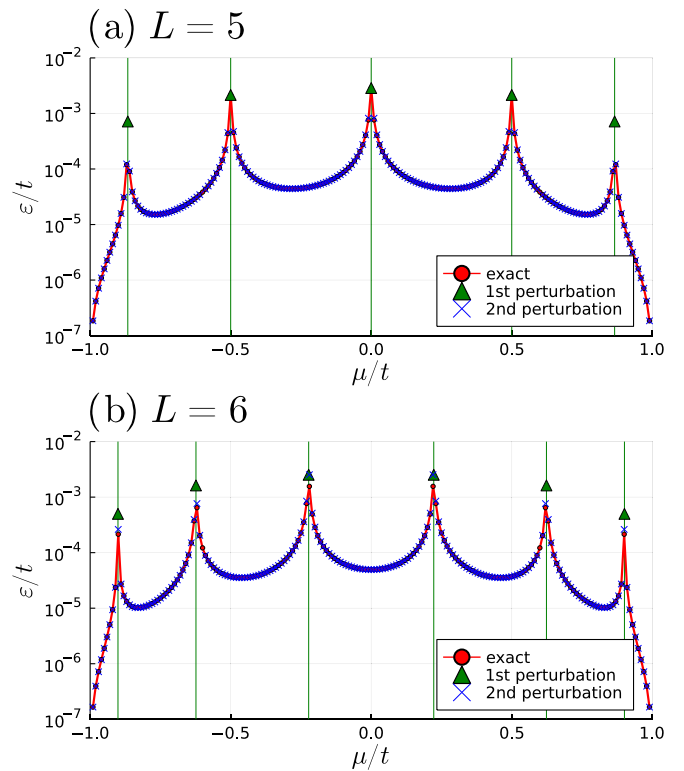 (a) L = 5
10⁻²
10⁻³
10⁻⁴
10⁻⁵
10⁻⁶
10⁻⁷
ε/t
exact
1st perturbation
2nd perturbation
-1.0 -0.5 0.0 0.5 1.0
μ/t
(b) L = 6
10⁻²
10⁻³
10⁻⁴
10⁻⁵
10⁻⁶
10⁻⁷
ε/t
exact
1st perturbation
2nd perturbation
-1.0 -0.5 0.0 0.5 1.0
μ/t